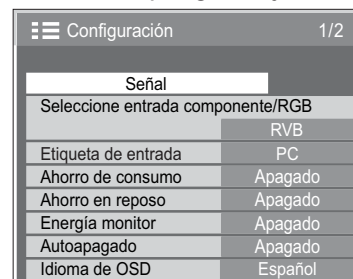 Configuración 1/2
Señal
Seleccione entrada componente/RGB
RVB
Etiqueta de entrada PC
Ahorro de consumo Apagado
Ahorro en reposo Apagado
Energía monitor Apagado
Autoapagado Apagado
Idioma de OSD Español